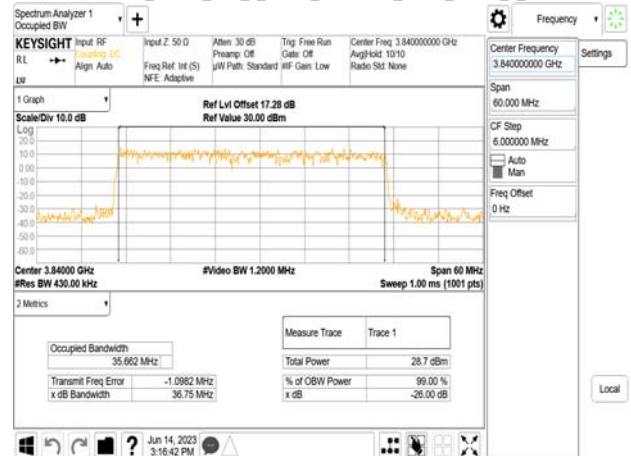 Spectrum Analyzer 1
Occupied BW
Frequency
KEYSIGHT
Input: RF
Coupling: DC
Align: Auto
Input Z: 50 Ω
Freq Ref: Int (S)
NFE: Adaptive
Atten: 30 dB
Preamp: Off
µW Path: Standard
Trig: Free Run
Gate: Off
#IF Gain: Low
Center Freq: 3.840000000 GHz
Avg|Hold: 10/10
Radio Std: None
RL
LV
Center Frequency
3.840000000 GHz
Settings
Span
60.000 MHz
CF Step
6.000000 MHz
Auto
Man
Freq Offset
0 Hz
1 Graph
Scale/Div 10.0 dB
Ref Lvl Offset 17.28 dB
Ref Value 30.00 dBm
Log
20.0
10.0
0.00
-10.0
-20.0
-30.0
-40.0
-50.0
-60.0
Center 3.84000 GHz
#Video BW 1.2000 MHz
Span 60 MHz
#Res BW 430.00 kHz
Sweep 1.00 ms (1001 pts)
2 Metrics
Measure Trace Trace 1
Occupied Bandwidth
35.662 MHz
Total Power 28.7 dBm
Transmit Freq Error -1.0982 MHz
% of OBW Power 99.00 %
x dB Bandwidth 36.75 MHz
x dB -26.00 dB
Local
?
Jun 14, 2023
3:16:42 PM